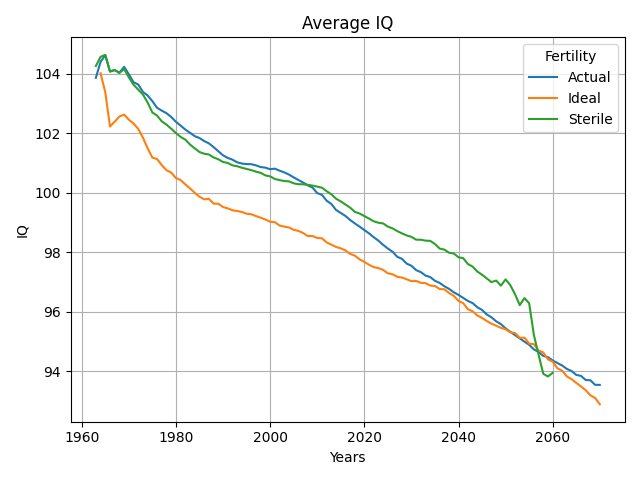 Average IQ
Fertility
Actual
Ideal
Sterile
104
102
100
98
96
94
IQ
1960
1980
2000
2020
2040
2060
Years